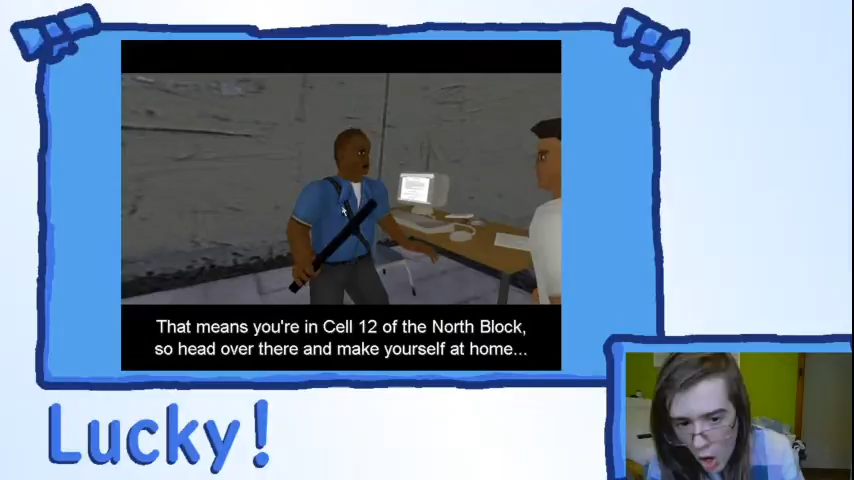 That means you're in Cell 12 of the North Block,
so head over there and make yourself at home...
Lucky!